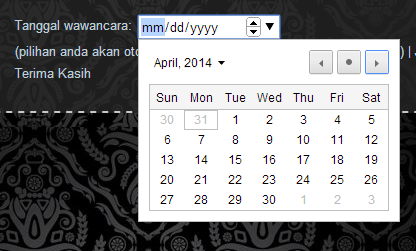 Tanggal wawancara: mm/dd/yyyy
(pilihan anda akan oto
Terima Kasih
April, 2014
Sun Mon Tue Wed Thu Fri Sat
30 31 1 2 3 4 5
6 7 8 9 10 11 12
13 14 15 16 17 18 19
20 21 22 23 24 25 26
27 28 29 30 1 2 3